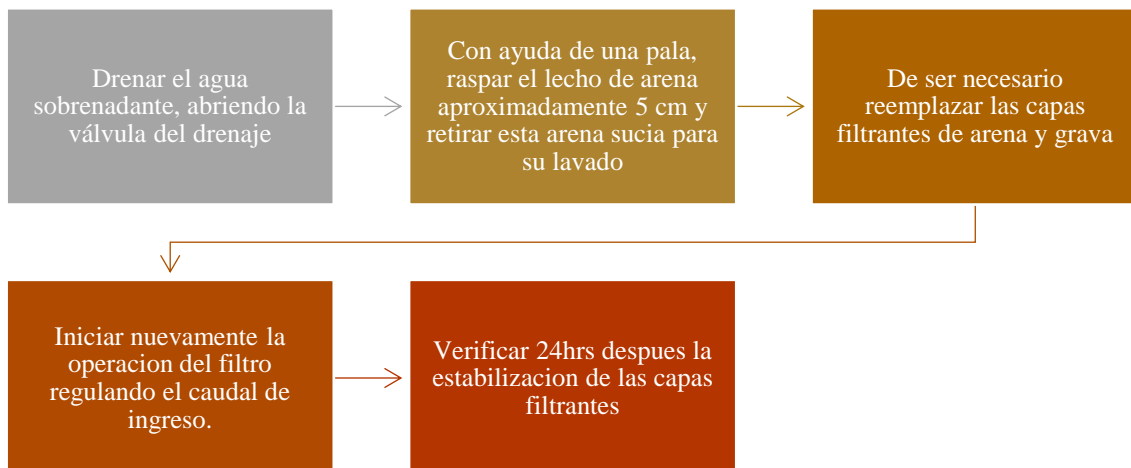 Drenar el agua
sobrenadante, abriendo la
válvula del drenaje
Con ayuda de una pala,
raspar el lecho de arena
aproximadamente 5 cm y
retirar esta arena sucia para
su lavado
De ser necesario
reemplazar las capas
filtrantes de arena y grava
Iniciar nuevamente la
operacion del filtro
regulando el caudal de
ingreso.
Verificar 24hrs despues la
estabilizacion de las capas
filtrantes